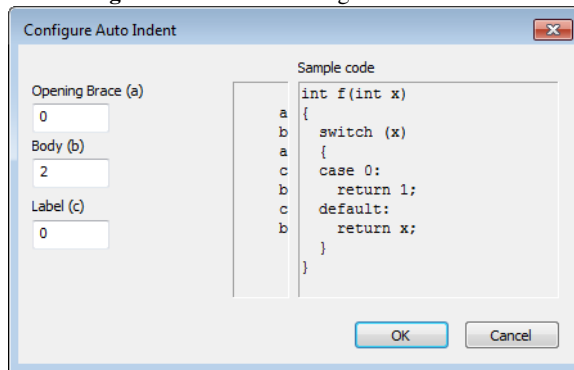 Configure Auto Indent
Sample code
Opening Brace (a)
0
Body (b)
2
Label (c)
0
int f(int x)
a {
b   switch (x)
a   {
c   case 0:
b     return 1;
c   default:
b     return x;
    }
}
OK Cancel